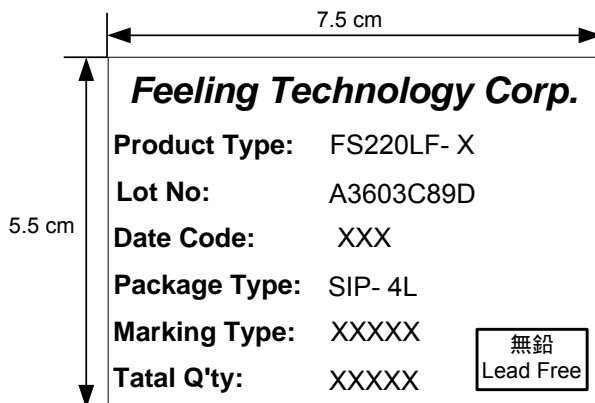 7.5 cm
Feeling Technology Corp.
Product Type: FS220LF- X
Lot No: A3603C89D
5.5 cm
Date Code: XXX
Package Type: SIP- 4L
Marking Type: XXXXX
無鉛
Lead Free
Tatal Q'ty: XXXXX